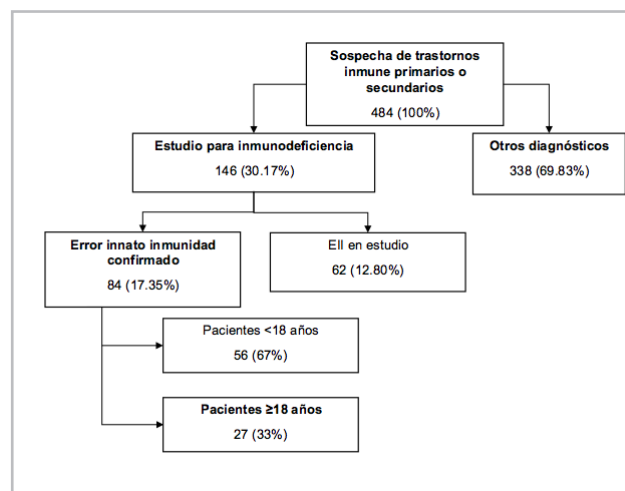 Sospecha de trastornos
inmune primarios o
secundarios
484 (100%)
Estudio para inmunodeficiencia
146 (30.17%)
Otros diagnósticos
338 (69.83%)
Error innato inmunidad
confirmado
84 (17.35%)
EII en estudio
62 (12.80%)
Pacientes <18 años
56 (67%)
Pacientes ≥18 años
27 (33%)